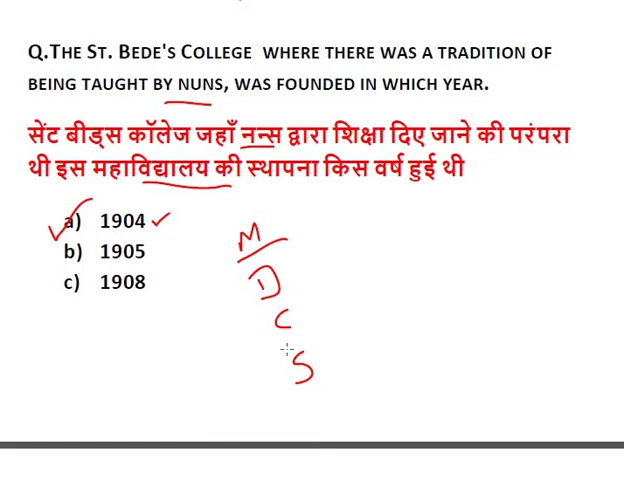 Q.THE ST. BEDE'S COLLEGE WHERE THERE WAS A TRADITION OF
BEING TAUGHT BY NUNS, WAS FOUNDED IN WHICH YEAR.
सेंट बीड्स कॉलेज जहाँ नन्स द्वारा शिक्षा दिए जाने की परंपरा
थी इस महाविद्यालय की स्थापना किस वर्ष हुई थी
a) 1904
b) 1905
c) 1908
M
D
C
S